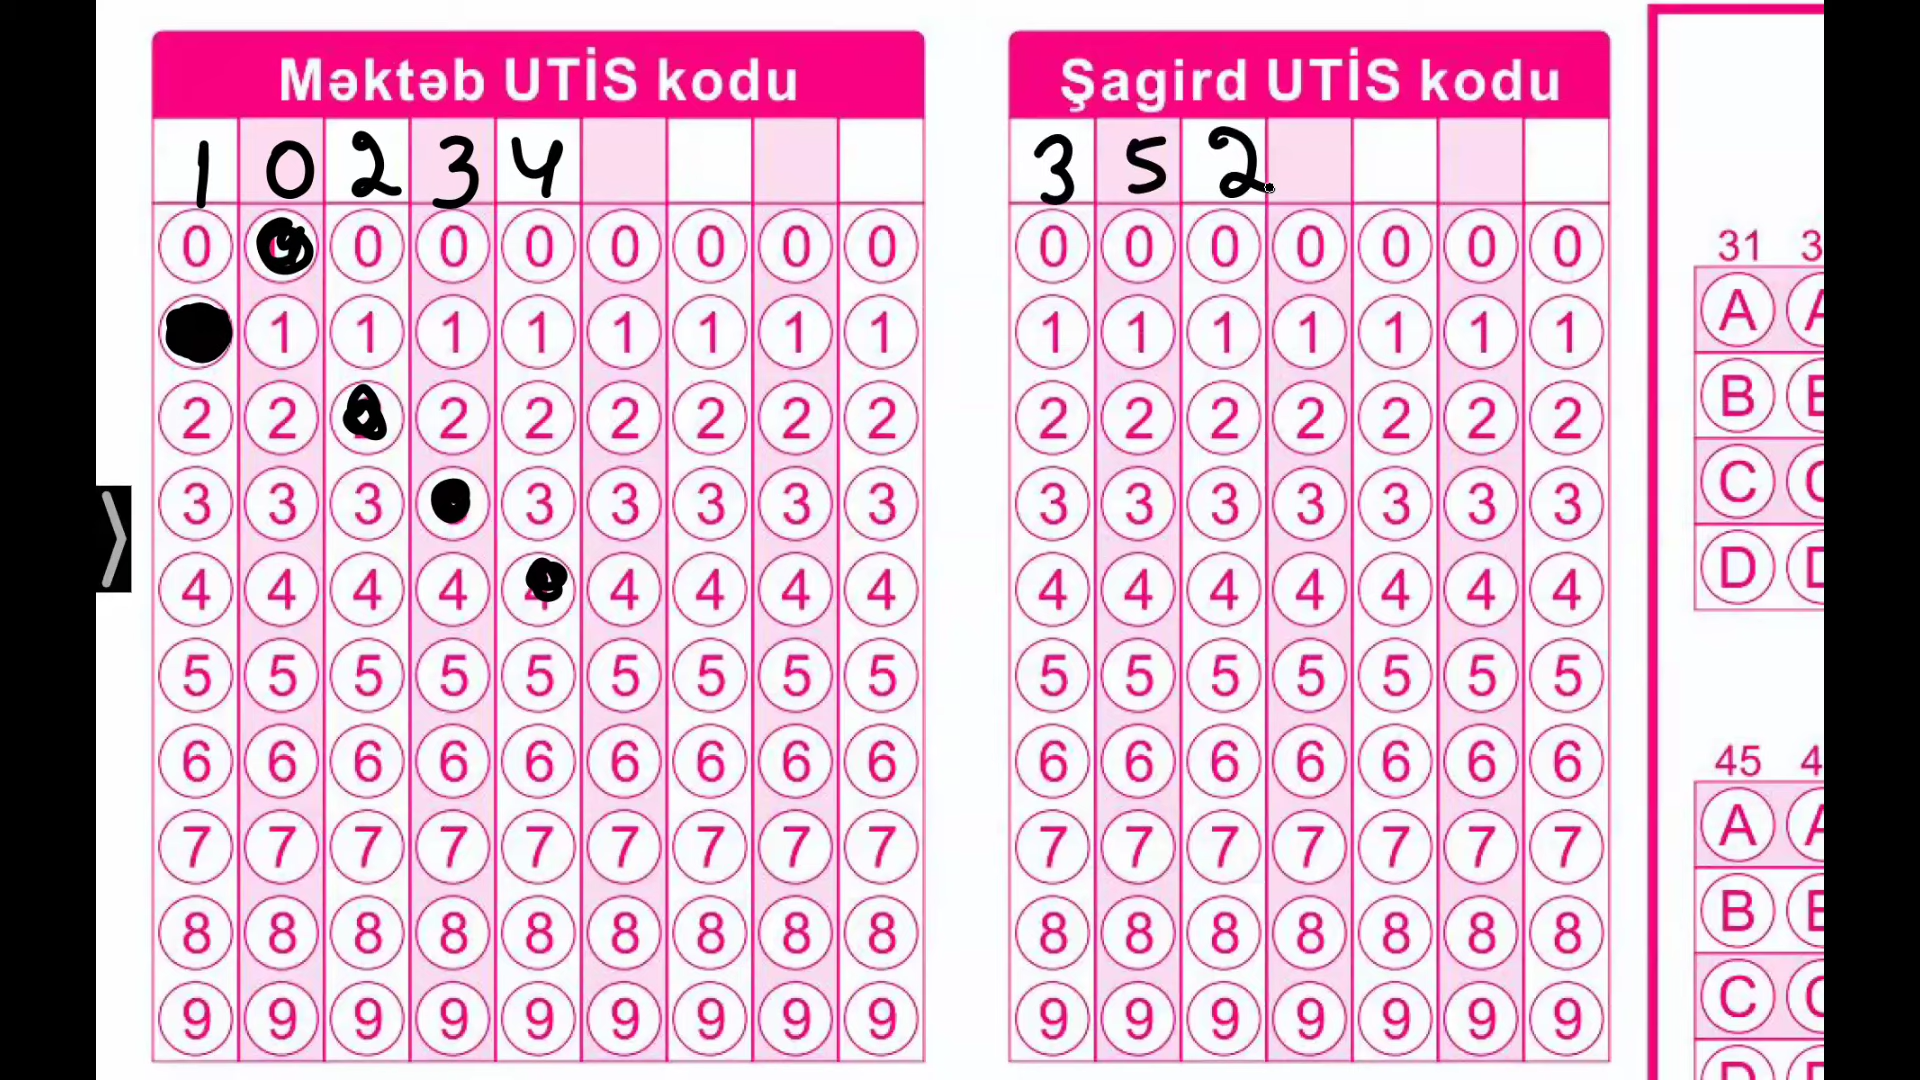 Məktəb UTİS kodu
1 0 2 3 4
0 0 0 0 0 0 0 0
1 1 1 1 1 1 1 1
2 2 2 2 2 2 2 2
3 3 3 3 3 3 3 3
4 4 4 4 4 4 4
5 5 5 5 5 5 5 5 5
6 6 6 6 6 6 6 6 6
7 7 7 7 7 7 7 7 7
8 8 8 8 8 8 8 8 8
9 9 9 9 9 9 9 9 9
Şagird UTİS kodu
3 5 2
0 0 0 0 0 0 0
1 1 1 1 1 1 1
2 2 2 2 2 2 2
3 3 3 3 3 3 3
4 4 4 4 4 4 4
5 5 5 5 5 5 5
6 6 6 6 6 6 6
7 7 7 7 7 7 7
8 8 8 8 8 8 8
9 9 9 9 9 9 9
31
A A
B
C
D
45
A A
B
C